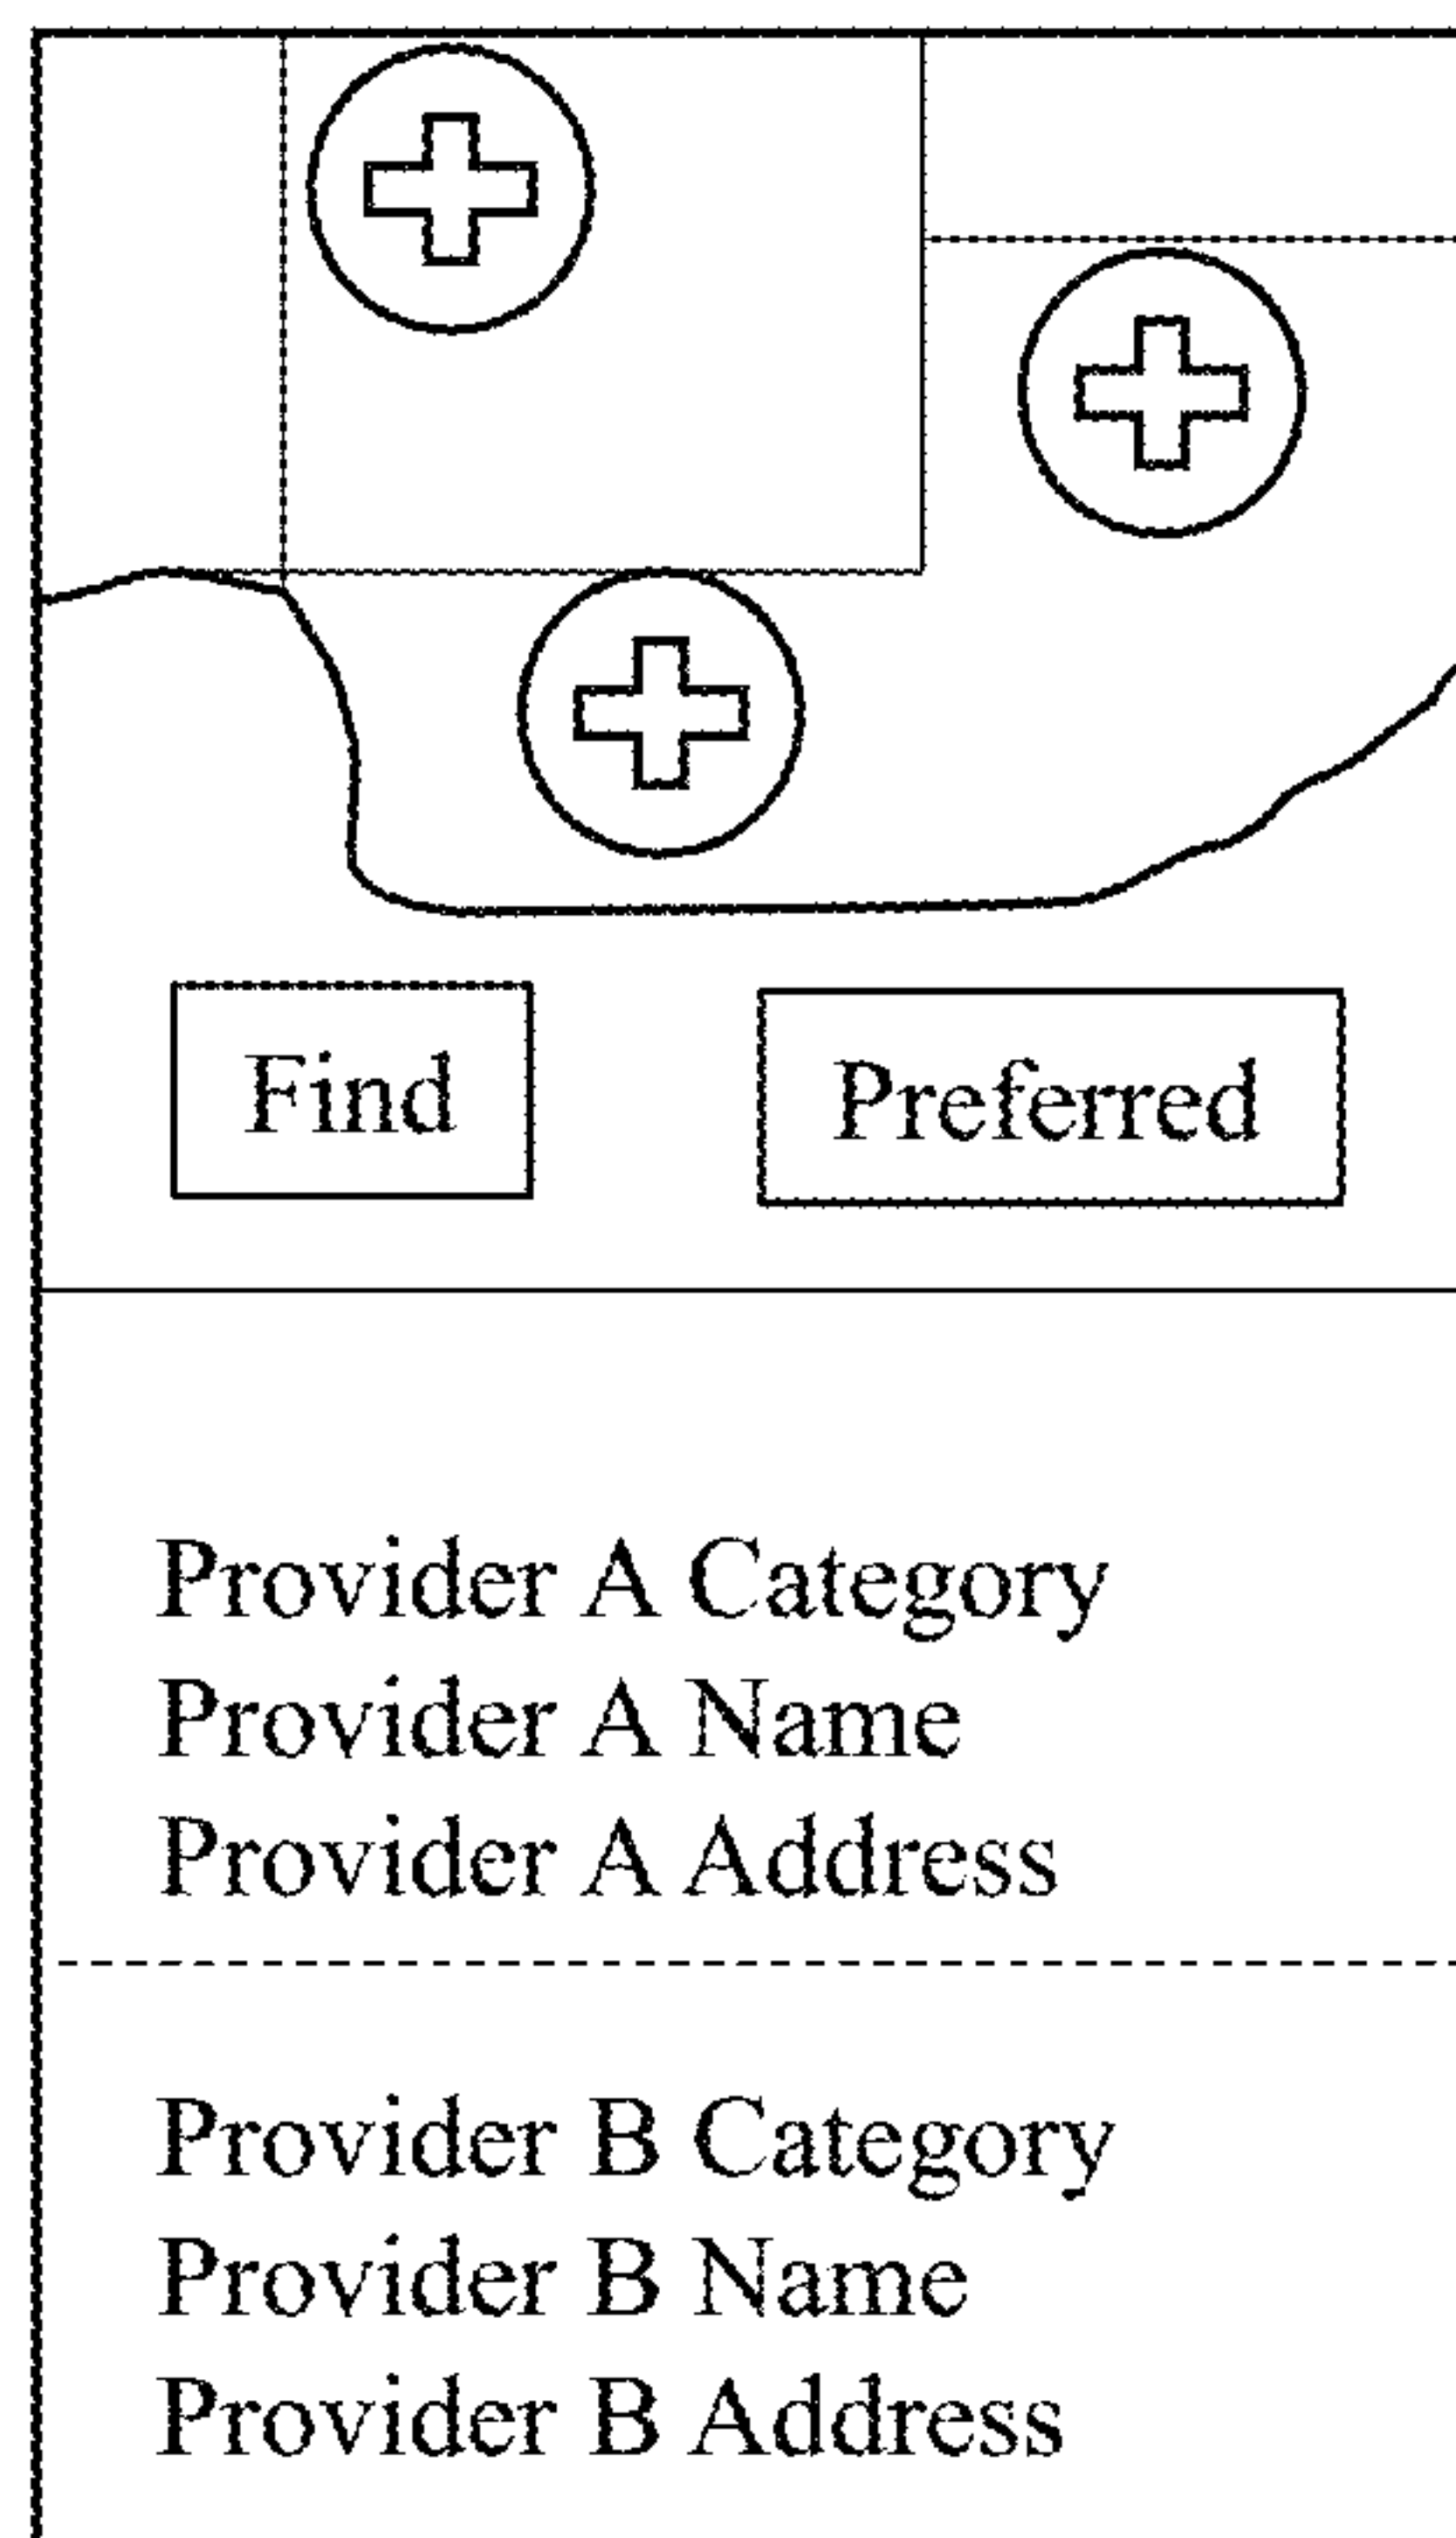 Find
Preferred
Provider A Category
Provider A Name
Provider A Address
Provider B Category
Provider B Name
Provider B Address